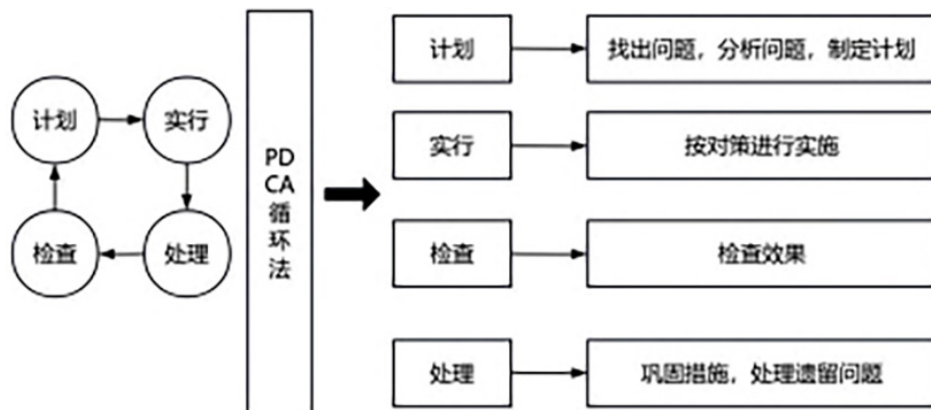 计划
实行
检查
处理
PD
CA
循
环
法
计划
找出问题，分析问题，制定计划
实行
按对策进行实施
检查
检查效果
处理
巩固措施，处理遗留问题